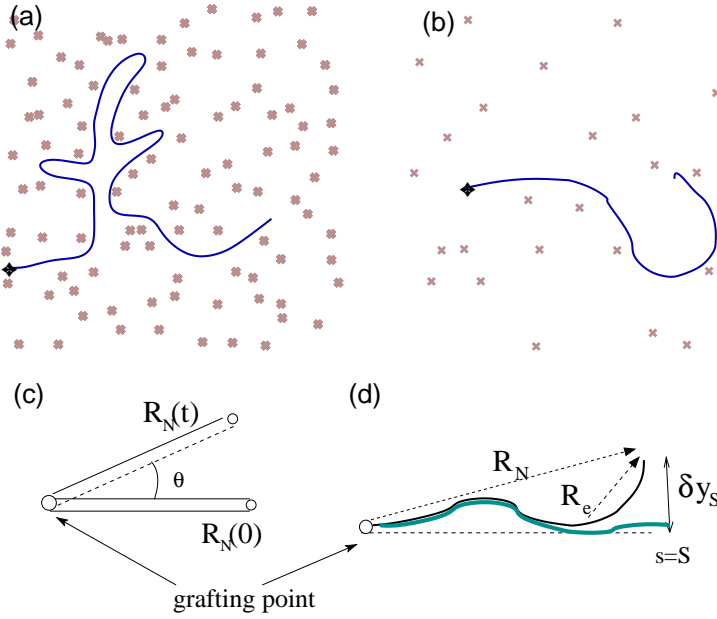 (a)
(b)
(c)
(d)
R_N(t)
R_N
θ
R_e
δy_S
R_N(0)
s=S
grafting point